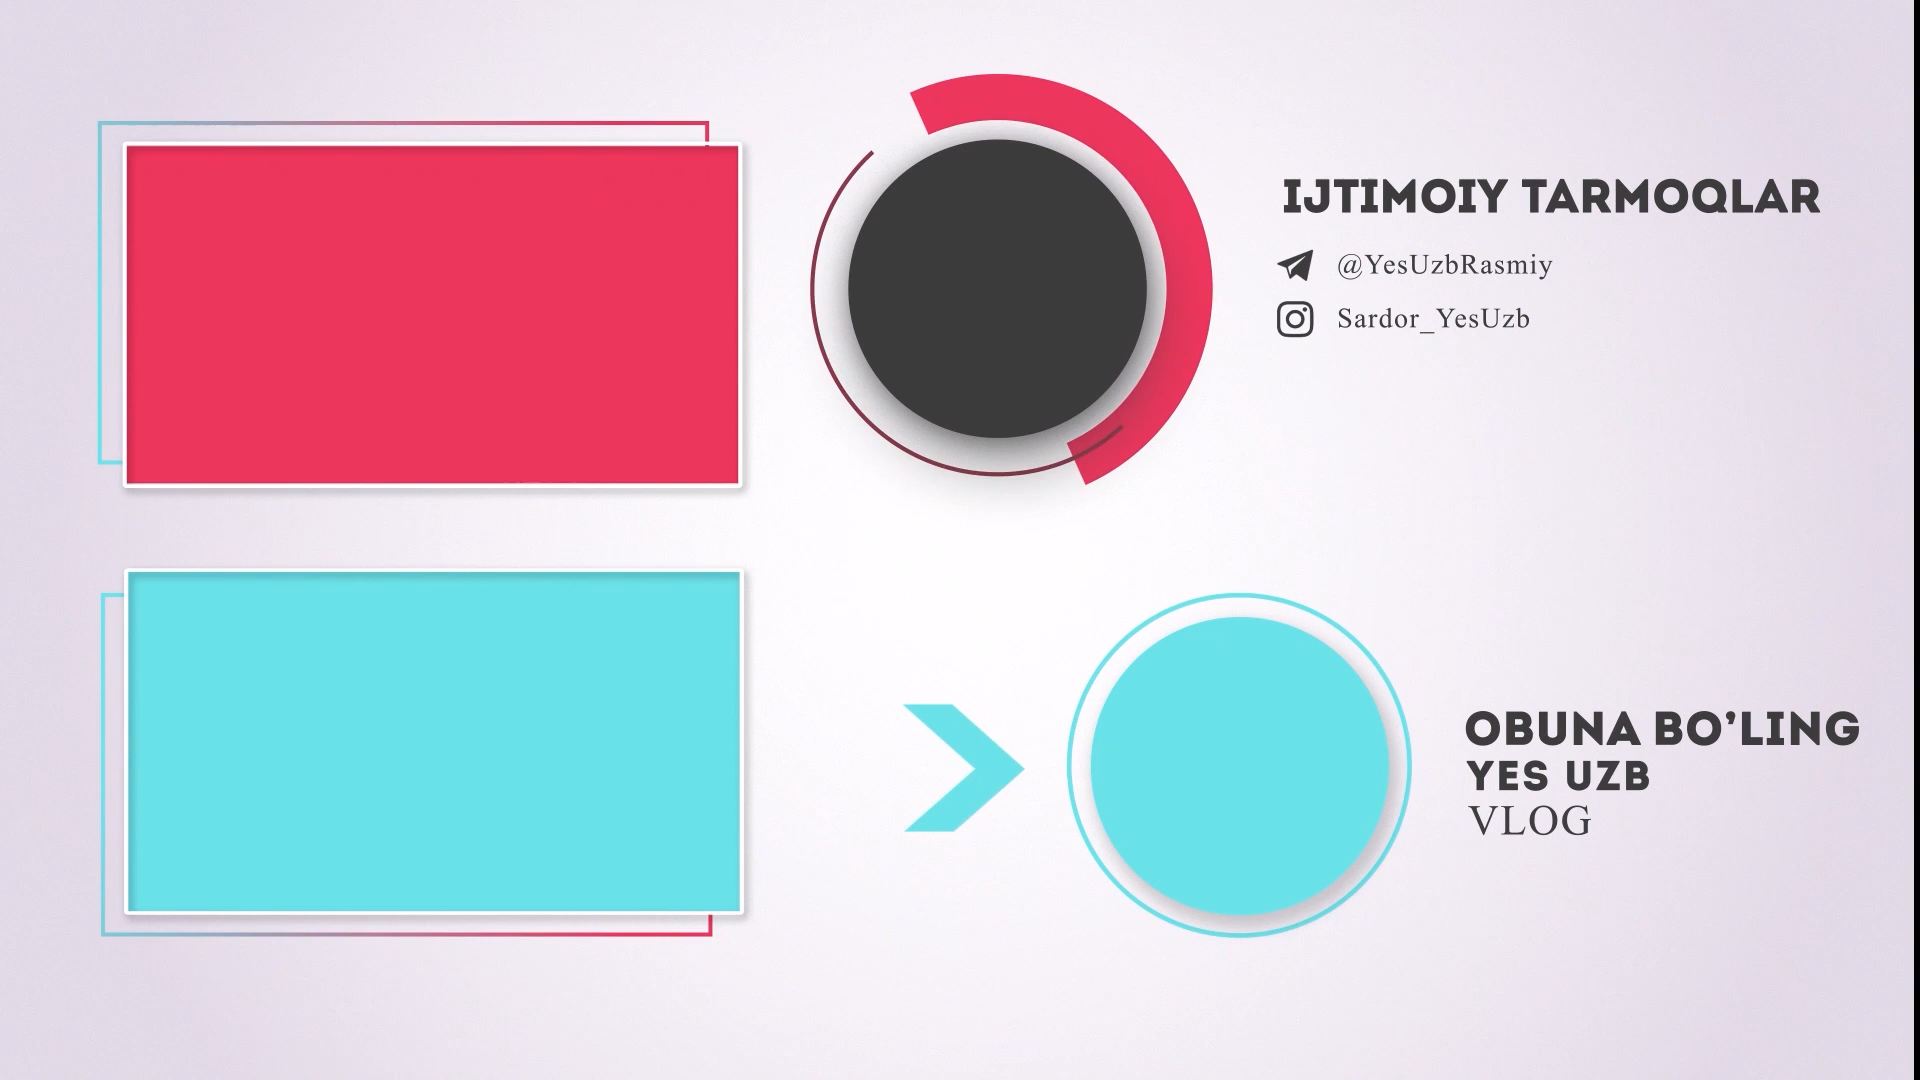 IJTIMOIY TARMOQLAR
@YesUzbRasmiy
Sardor_YesUzb
OBUNA BO’LING
YES UZB
VLOG